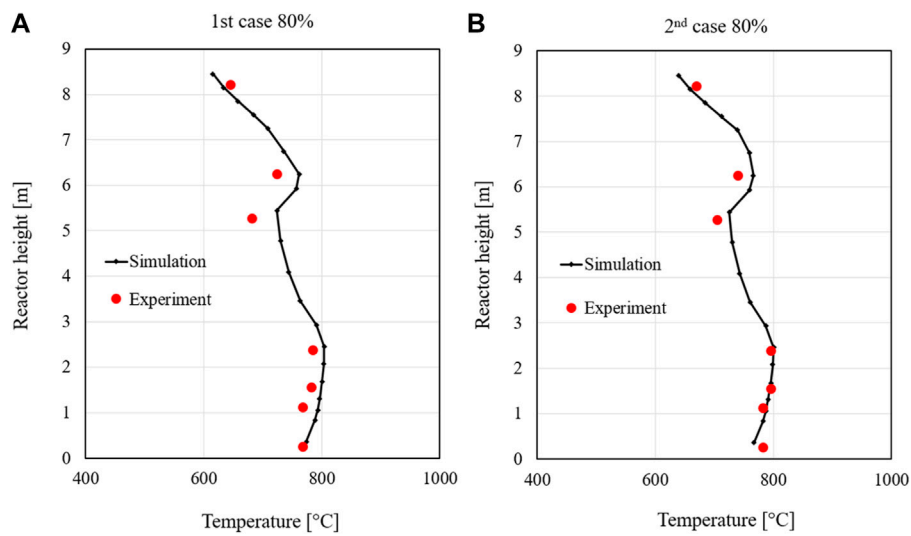 A
1st case 80%
9
8
7
6
5
4
3
2
1
0
Reactor height [m]
Simulation
Experiment
400 600 800 1000
Temperature [°C]
B
2nd case 80%
9
8
7
6
5
4
3
2
1
0
Reactor height [m]
Simulation
Experiment
400 600 800 1000
Temperature [°C]